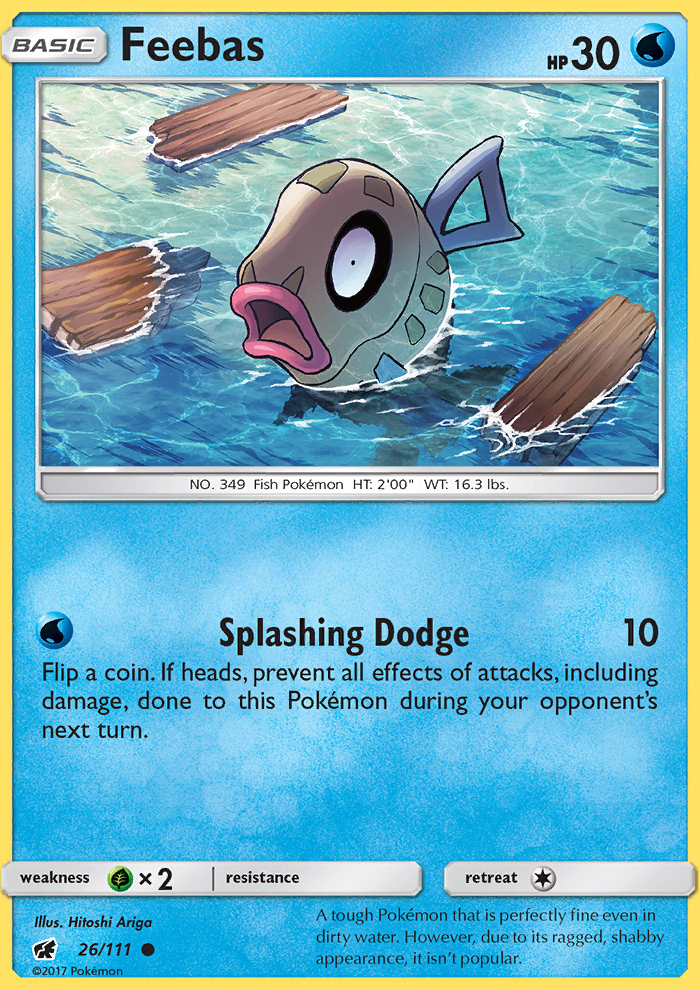 BASIC
Feebas
HP 30
NO. 349 Fish Pokémon HT: 2'00" WT: 16.3 lbs.
Splashing Dodge 10
Flip a coin. If heads, prevent all effects of attacks, including
damage, done to this Pokémon during your opponent's
next turn.
weakness ×2 resistance retreat
Illus. Hitoshi Ariga
26/111
©2017 Pokémon
A tough Pokémon that is perfectly fine even in
dirty water. However, due to its ragged, shabby
appearance, it isn't popular.